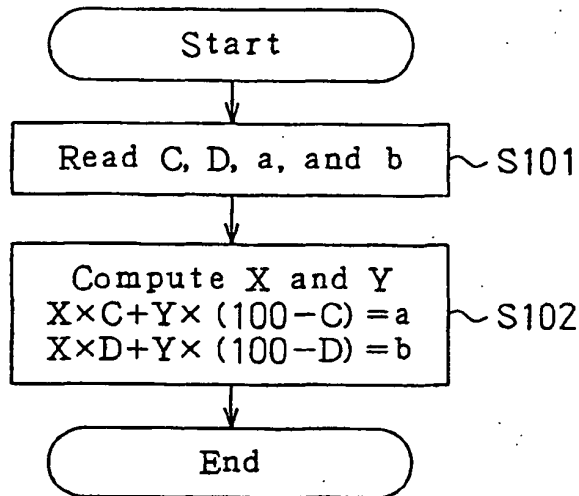 Start
Read C, D, a, and b
S101
Compute X and Y
X×C+Y×(100-C)=a
X×D+Y×(100-D)=b
S102
End